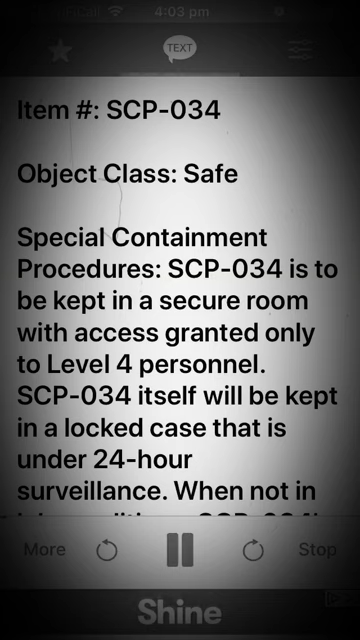 4:03 pm
TEXT
Item #: SCP-034
Object Class: Safe
Special Containment
Procedures: SCP-034 is to
be kept in a secure room
with access granted only
to Level 4 personnel.
SCP-034 itself will be kept
in a locked case that is
under 24-hour
surveillance. When not in
More
Stop
Shine